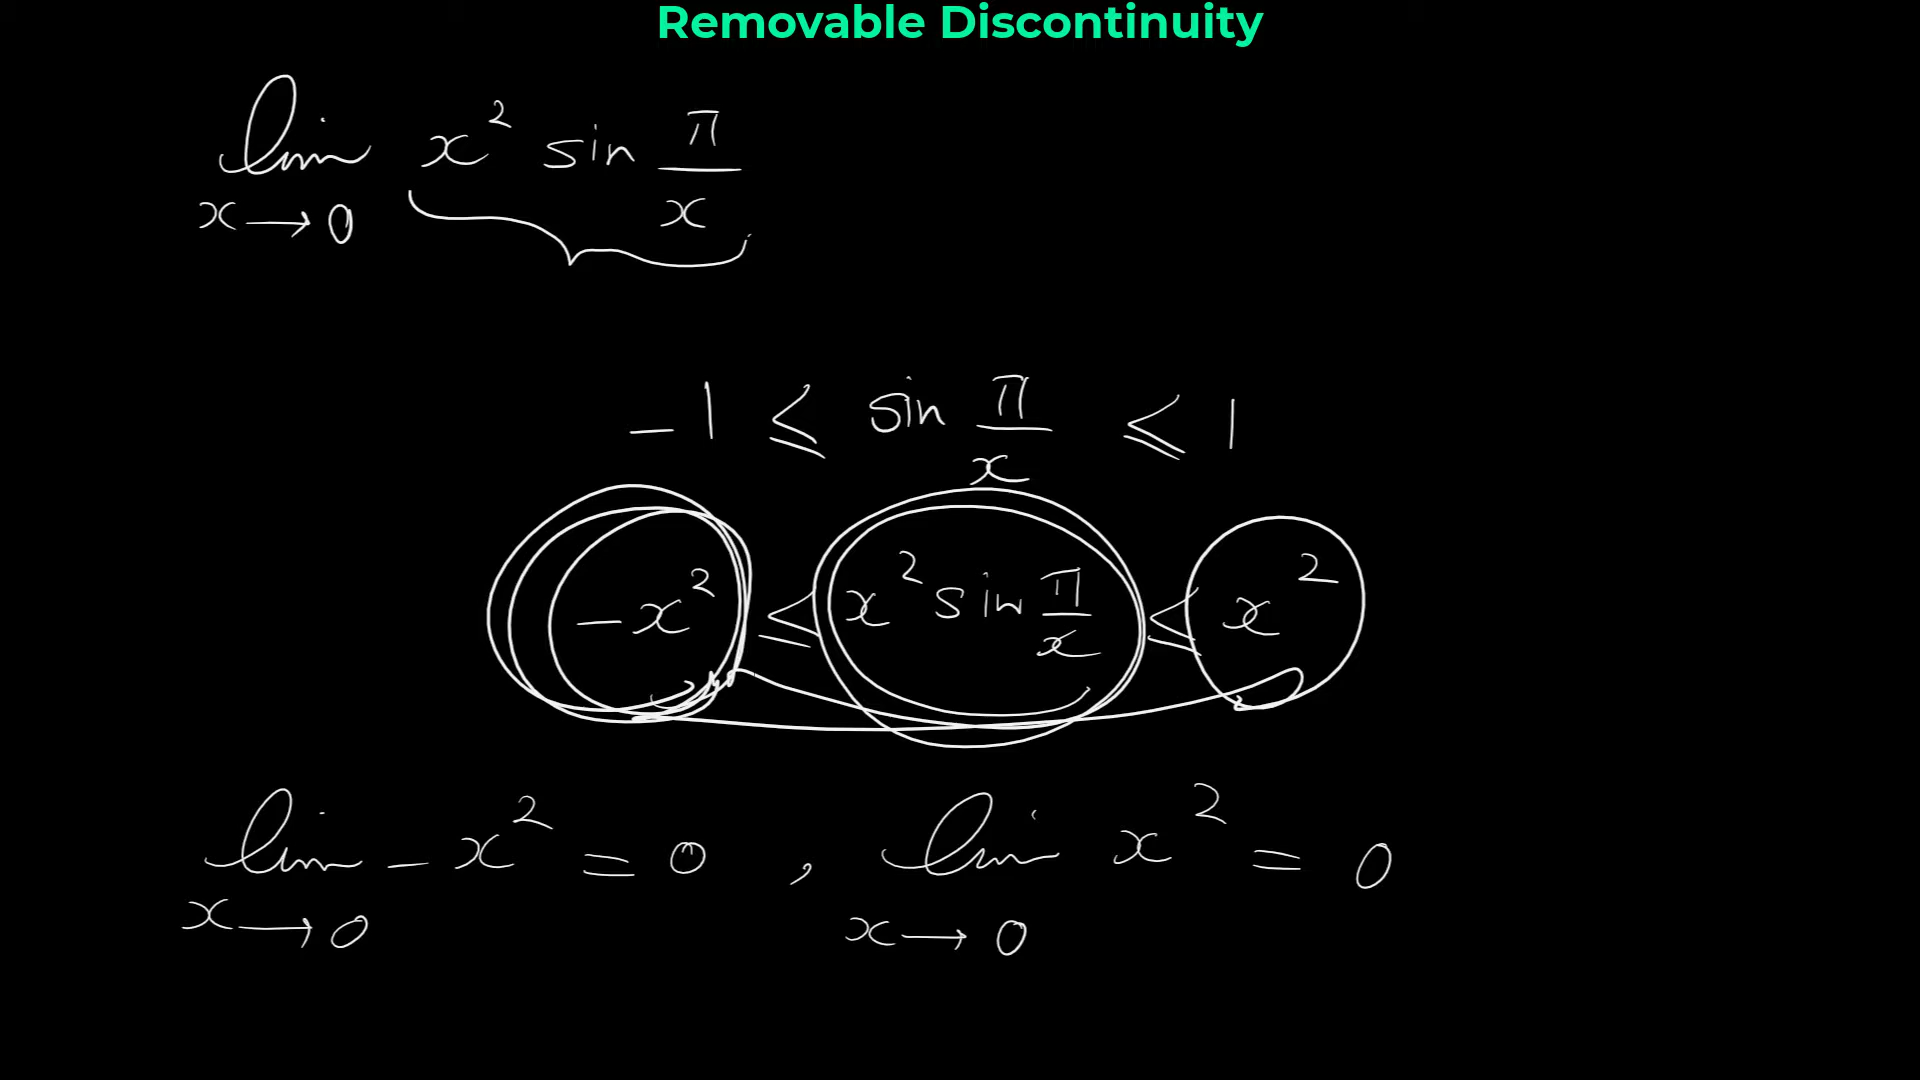 Removable Discontinuity
lim x→0 x² sin π/x
-1 ≤ sin π/x ≤ 1
-x² ≤ x² sin π/x ≤ x²
lim x→0 -x² = 0 , lim x→0 x² = 0